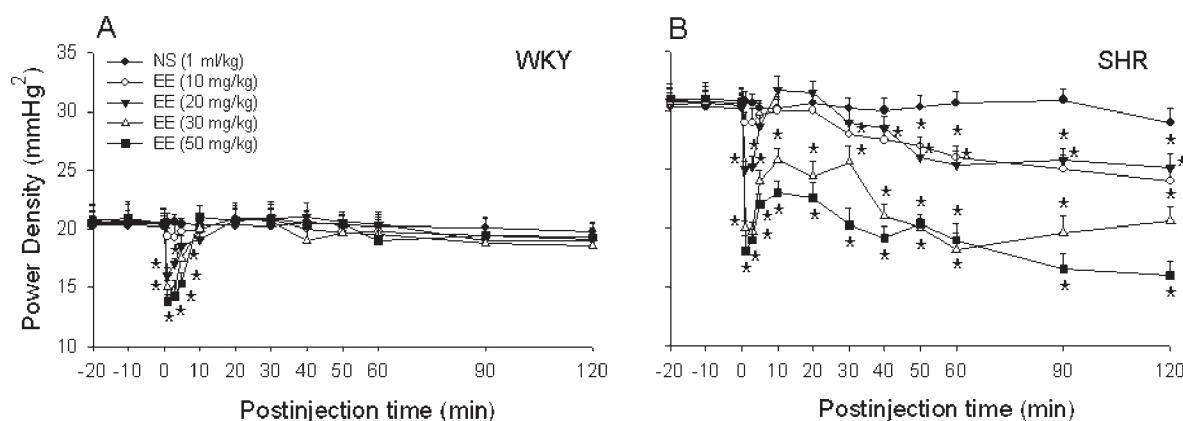 A
B
WKY
SHR
NS (1 ml/kg)
EE (10 mg/kg)
EE (20 mg/kg)
EE (30 mg/kg)
EE (50 mg/kg)
Power Density (mmHg²)
35
30
25
20
15
10
-20 -10 0 10 20 30 40 50 60 90 120
-20 -10 0 10 20 30 40 50 60 90 120
Postinjection time (min)
Postinjection time (min)